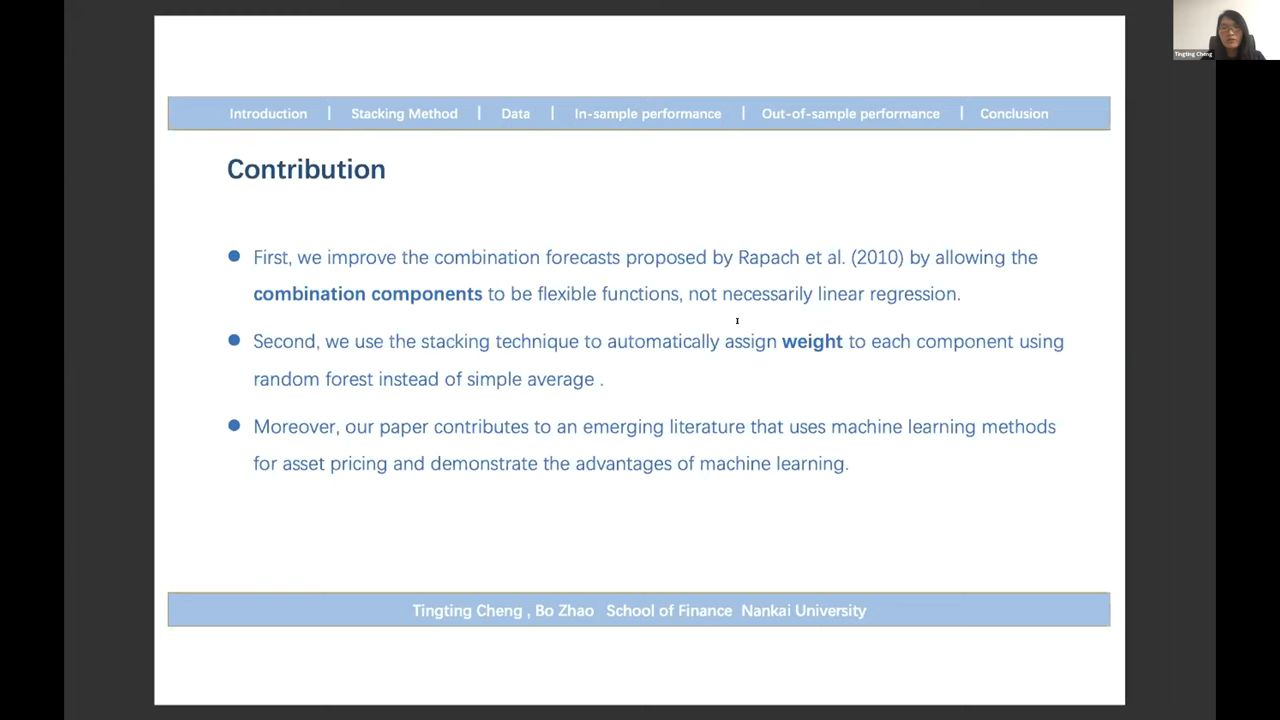 Tingting Cheng
Introduction | Stacking Method | Data | In-sample performance | Out-of-sample performance | Conclusion
Contribution
First, we improve the combination forecasts proposed by Rapach et al. (2010) by allowing the
combination components to be flexible functions, not necessarily linear regression.
Second, we use the stacking technique to automatically assign weight to each component using
random forest instead of simple average .
Moreover, our paper contributes to an emerging literature that uses machine learning methods
for asset pricing and demonstrate the advantages of machine learning.
Tingting Cheng , Bo Zhao School of Finance Nankai University